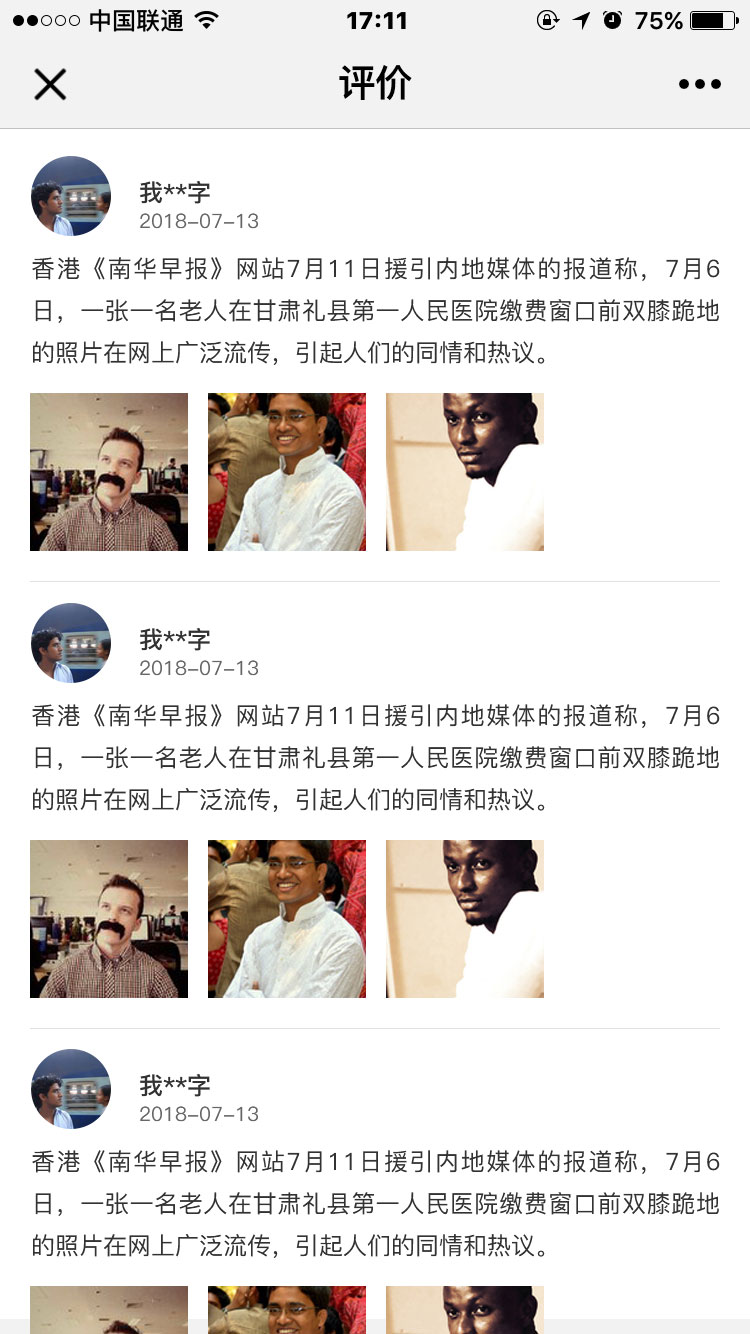 中国联通 17:11 75%
评价
我**字
2018-07-13
香港《南华早报》网站7月11日援引内地媒体的报道称，7月6
日，一张一名老人在甘肃礼县第一人民医院缴费窗口前双膝跪地
的照片在网上广泛流传，引起人们的同情和热议。
我**字
2018-07-13
香港《南华早报》网站7月11日援引内地媒体的报道称，7月6
日，一张一名老人在甘肃礼县第一人民医院缴费窗口前双膝跪地
的照片在网上广泛流传，引起人们的同情和热议。
我**字
2018-07-13
香港《南华早报》网站7月11日援引内地媒体的报道称，7月6
日，一张一名老人在甘肃礼县第一人民医院缴费窗口前双膝跪地
的照片在网上广泛流传，引起人们的同情和热议。